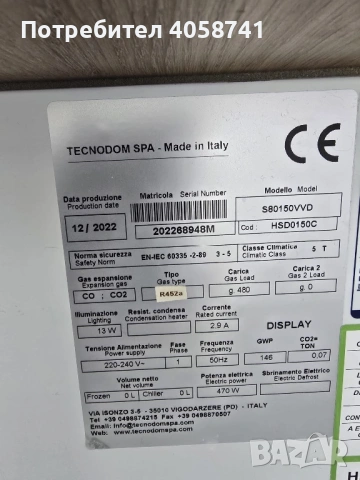 Потребител 4058741
TECNODOM SPA - Made in Italy
CE
Data produzione
Production Date
Matricola Serial Number
Modello Model
12 / 2022
202268948M
S80150VVD
Cod : HSD0150C
Norma sicurezza
Safety Norm
EN-IEC 60335 -2-89 3 - 5
Classe Climatica
Climatic Class
5 T
Gas espansione
Expansion gas
Tipo
Gas type
Carica
Gas Load
Carica 2
Gas 2 Load
CO ; CO2
R452a
g 480
g. 0
Illuminazione
Lighting
Resist. condensa
Condensation heater
Corrente
Rated current
DISPLAY
13 W
2.9 A
Tensione Alimentazione
Power supply
Fase
Phase
Frequenza
Frequency
GWP
CO2=
TON
220-240 V~
1
50Hz
146
0,07
Volume netto
Net volume
Potenza elettrica
Electric power
Sbrinamento Elettrico
Electric Defrost
Frozen 0 L
Chiller 0 L
470 W
VIA ISONZO 3-5 - 35010 VIGODARZERE (PD) - ITALY
Tel +39 0498874215 Fax +39 0498870507
Email: info@tecnodomspa.com
www.tecnodomspa.com
bazar